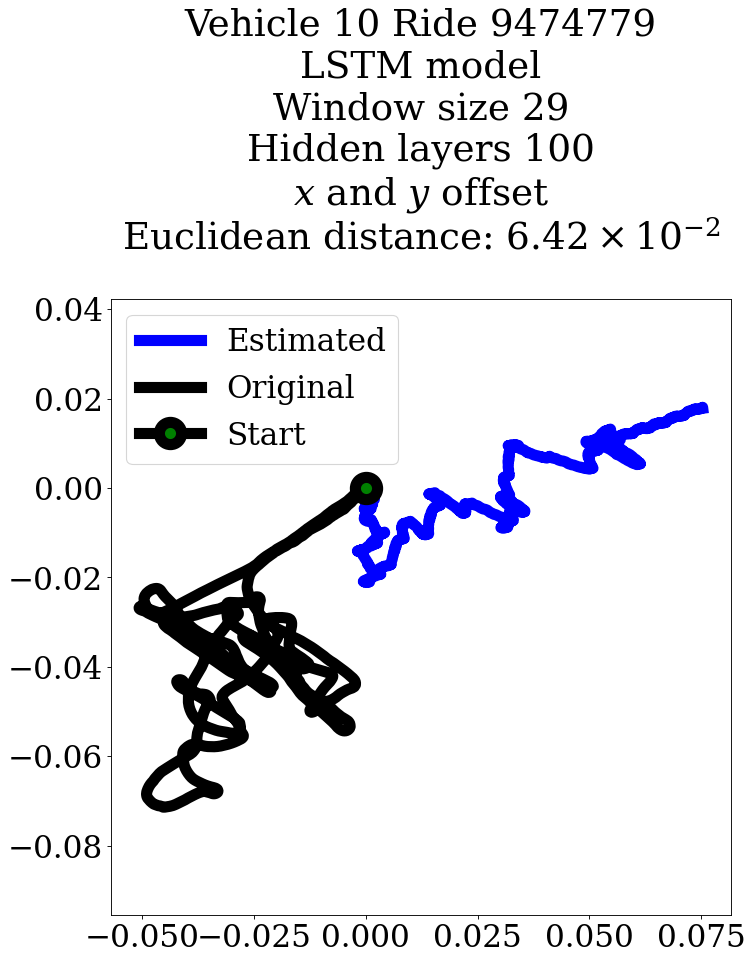 Vehicle 10 Ride 9474779
LSTM model
Window size 29
Hidden layers 100
x and y offset
Euclidean distance: 6.42 × 10⁻²
0.04
0.02
0.00
−0.02
−0.04
−0.06
−0.08
Estimated
Original
Start
−0.050 −0.025 0.000 0.025 0.050 0.075